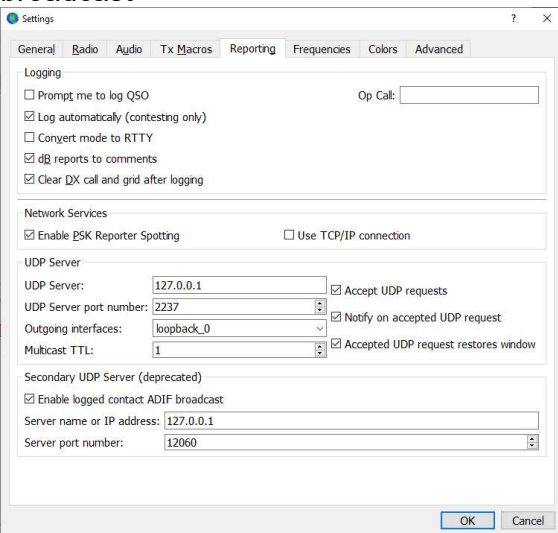 broadcast
Settings ? ×
General Radio Audio Tx Macros Reporting Frequencies Colors Advanced
Logging
Prompt me to log QSO Op Call:
Log automatically (contesting only)
Convert mode to RTTY
dB reports to comments
Clear DX call and grid after logging
Network Services
Enable PSK Reporter Spotting Use TCP/IP connection
UDP Server
UDP Server: 127.0.0.1 Accept UDP requests
UDP Server port number: 2237 Notify on accepted UDP request
Outgoing interfaces: loopback_0
Multicast TTL: 1 Accepted UDP request restores window
Secondary UDP Server (deprecated)
Enable logged contact ADIF broadcast
Server name or IP address: 127.0.0.1
Server port number: 12060
OK Cancel